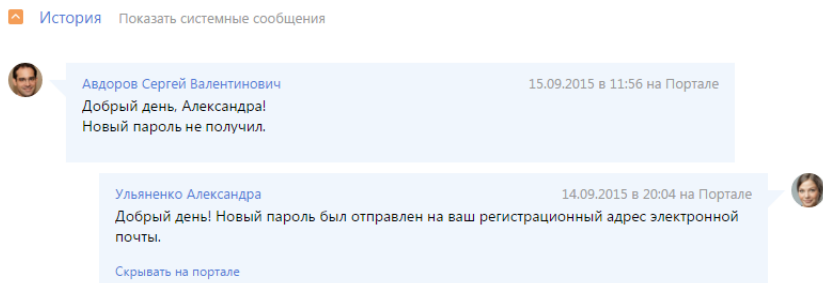 История Показать системные сообщения
Авдоров Сергей Валентинович 15.09.2015 в 11:56 на Портале
Добрый день, Александра!
Новый пароль не получил.
Ульяненко Александра 14.09.2015 в 20:04 на Портале
Добрый день! Новый пароль был отправлен на ваш регистрационный адрес электронной
почты.
Скрывать на портале